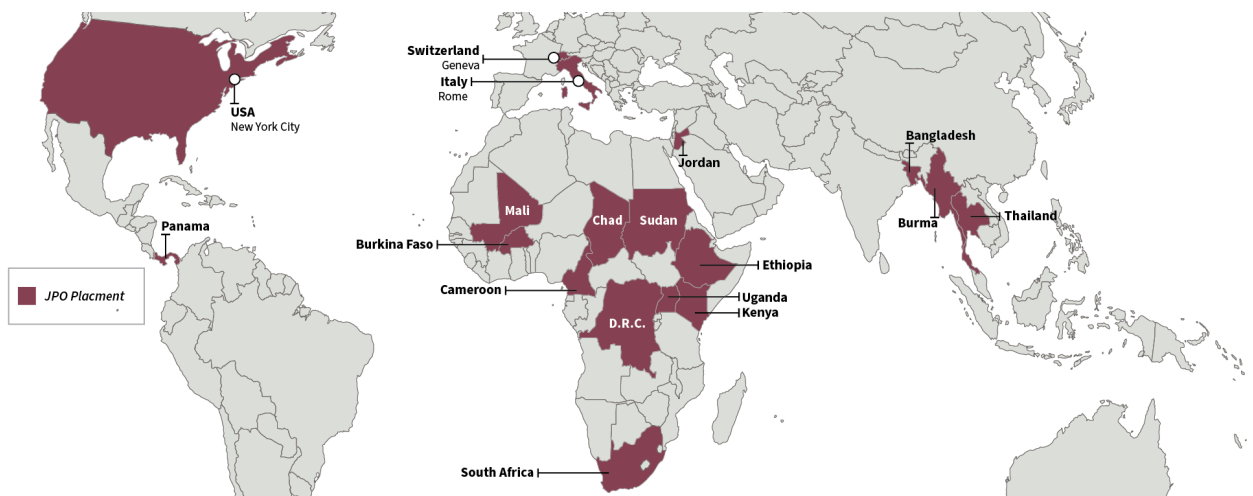 Switzerland
Geneva
Italy
Rome
USA
New York City
Bangladesh
Jordan
Mali
Chad
Sudan
Burma
Thailand
Panama
Burkina Faso
Ethiopia
Cameroon
JPO Placment
Uganda
Kenya
D.R.C.
South Africa